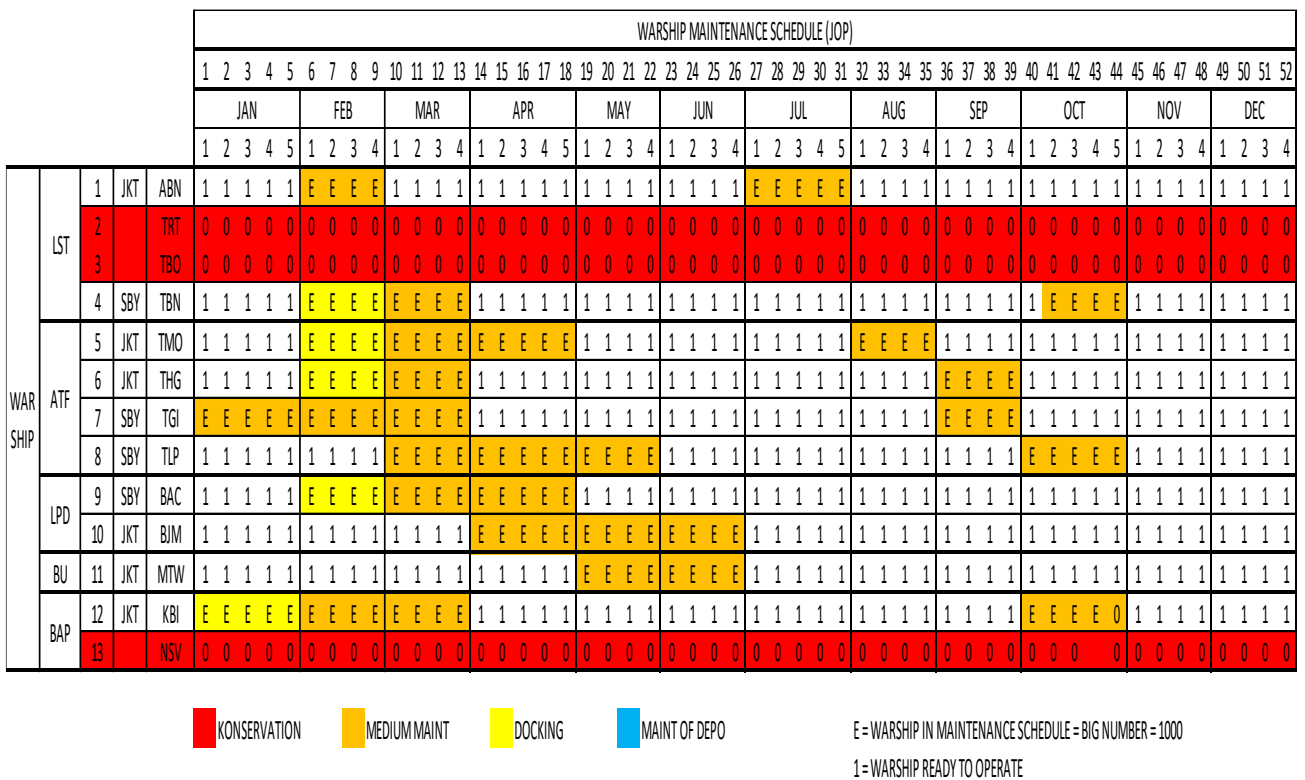 WARSHIP MAINTENANCE SCHEDULE (JOP)
1 2 3 4 5 6 7 8 9 10 11 12 13 14 15 16 17 18 19 20 21 22 23 24 25 26 27 28 29 30 31 32 33 34 35 36 37 38 39 40 41 42 43 44 45 46 47 48 49 50 51 52
JAN FEB MAR APR MAY JUN JUL AUG SEP OCT NOV DEC
1 2 3 4 5 1 2 3 4 1 2 3 4 1 2 3 4 5 1 2 3 4 1 2 3 4 1 2 3 4 5 1 2 3 4 1 2 3 4 1 2 3 4 5 1 2 3 4 1 2 3 4
WAR SHIP
LST
1 JKT ABN 1 1 1 1 1 E E E E 1 1 1 1 1 1 1 1 1 1 1 1 1 1 1 1 1 E E E E E 1 1 1 1 1 1 1 1 1 1 1 1 1 1 1 1 1 1 1 1 1
2 TRT 0 0 0 0 0 0 0 0 0 0 0 0 0 0 0 0 0 0 0 0 0 0 0 0 0 0 0 0 0 0 0 0 0 0 0 0 0 0 0 0 0 0 0 0 0 0 0 0 0 0 0 0
3 TBO 0 0 0 0 0 0 0 0 0 0 0 0 0 0 0 0 0 0 0 0 0 0 0 0 0 0 0 0 0 0 0 0 0 0 0 0 0 0 0 0 0 0 0 0 0 0 0 0 0 0 0 0
4 SBY TBN 1 1 1 1 1 E E E E E E E E 1 1 1 1 1 1 1 1 1 1 1 1 1 1 1 1 1 1 1 1 1 1 1 1 1 1 1 E E E E 1 1 1 1 1 1 1 1
ATF
5 JKT TMO 1 1 1 1 1 E E E E E E E E E E E E E 1 1 1 1 1 1 1 1 1 1 1 1 1 E E E E 1 1 1 1 1 1 1 1 1 1 1 1 1 1 1 1 1
6 JKT THG 1 1 1 1 1 E E E E E E E E 1 1 1 1 1 1 1 1 1 1 1 1 1 1 1 1 1 1 1 1 1 1 E E E E 1 1 1 1 1 1 1 1 1 1 1 1 1
7 SBY TGI E E E E E E E E E E E E E 1 1 1 1 1 1 1 1 1 1 1 1 1 1 1 1 1 1 1 1 1 1 E E E E 1 1 1 1 1 1 1 1 1 1 1 1 1
8 SBY TLP 1 1 1 1 1 1 1 1 1 E E E E E E E E E E E E E 1 1 1 1 1 1 1 1 1 1 1 1 1 1 1 1 1 E E E E E 1 1 1 1 1 1 1 1
LPD
9 SBY BAC 1 1 1 1 1 E E E E E E E E E E E E E 1 1 1 1 1 1 1 1 1 1 1 1 1 1 1 1 1 1 1 1 1 1 1 1 1 1 1 1 1 1 1 1 1 1
10 JKT BJM 1 1 1 1 1 1 1 1 1 1 1 1 1 E E E E E E E E E E E E E 1 1 1 1 1 1 1 1 1 1 1 1 1 1 1 1 1 1 1 1 1 1 1 1 1 1
BU 11 JKT MTW 1 1 1 1 1 1 1 1 1 1 1 1 1 1 1 1 1 1 E E E E E E E E 1 1 1 1 1 1 1 1 1 1 1 1 1 1 1 1 1 1 1 1 1 1 1 1 1 1
BAP
12 JKT KBI E E E E E E E E E E E E E 1 1 1 1 1 1 1 1 1 1 1 1 1 1 1 1 1 1 1 1 1 1 1 1 1 1 E E E E 0 1 1 1 1 1 1 1 1
13 NSV 0 0 0 0 0 0 0 0 0 0 0 0 0 0 0 0 0 0 0 0 0 0 0 0 0 0 0 0 0 0 0 0 0 0 0 0 0 0 0 0 0 0 0 0 0 0 0 0 0 0 0
KONSERVATION MEDIUM MAINT DOCKING MAINT OF DEPO E = WARSHIP IN MAINTENANCE SCHEDULE = BIG NUMBER = 1000
1 = WARSHIP READY TO OPERATE